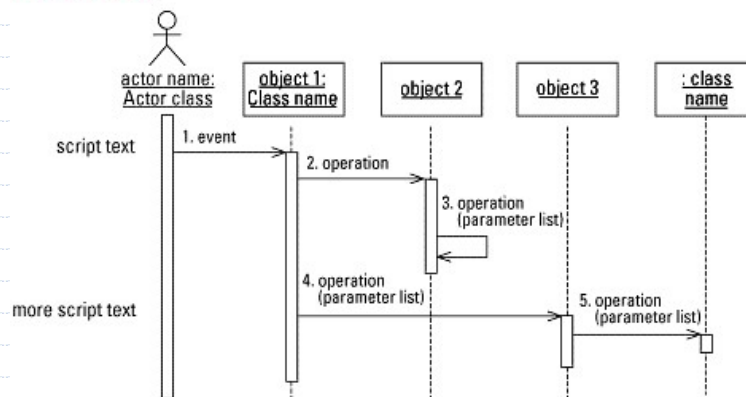 actor name:
Actor class
object 1:
Class name
object 2
object 3
: class
name
script text
1. event
2. operation
3. operation
(parameter list)
4. operation
(parameter list)
more script text
5. operation
(parameter list)